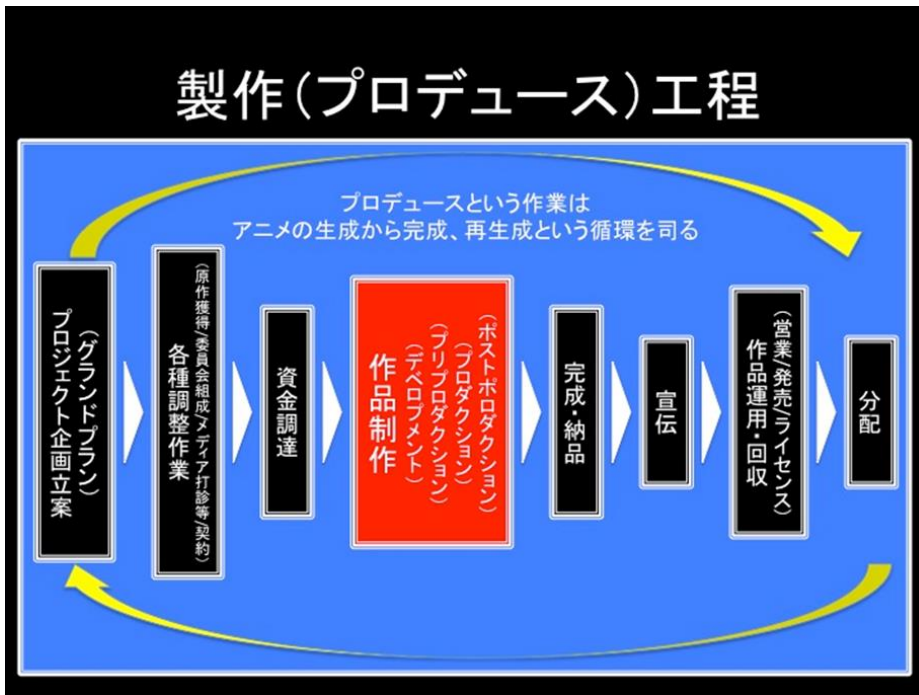 製作(プロデュース)工程
プロデュースという作業は
アニメの生成から完成、再生成という循環を司る
(グランドプラン)
プロジェクト企画立案
(原作獲得/委員会組成/メディア打診等/契約)
各種調整作業
資金調達
(ポストポロダクション)
(プロダクション)
(プリプロダクション)
(デベロプメント)
作品制作
完成・納品
宣伝
(営業/発売/ライセンス)
作品運用・回収
分配